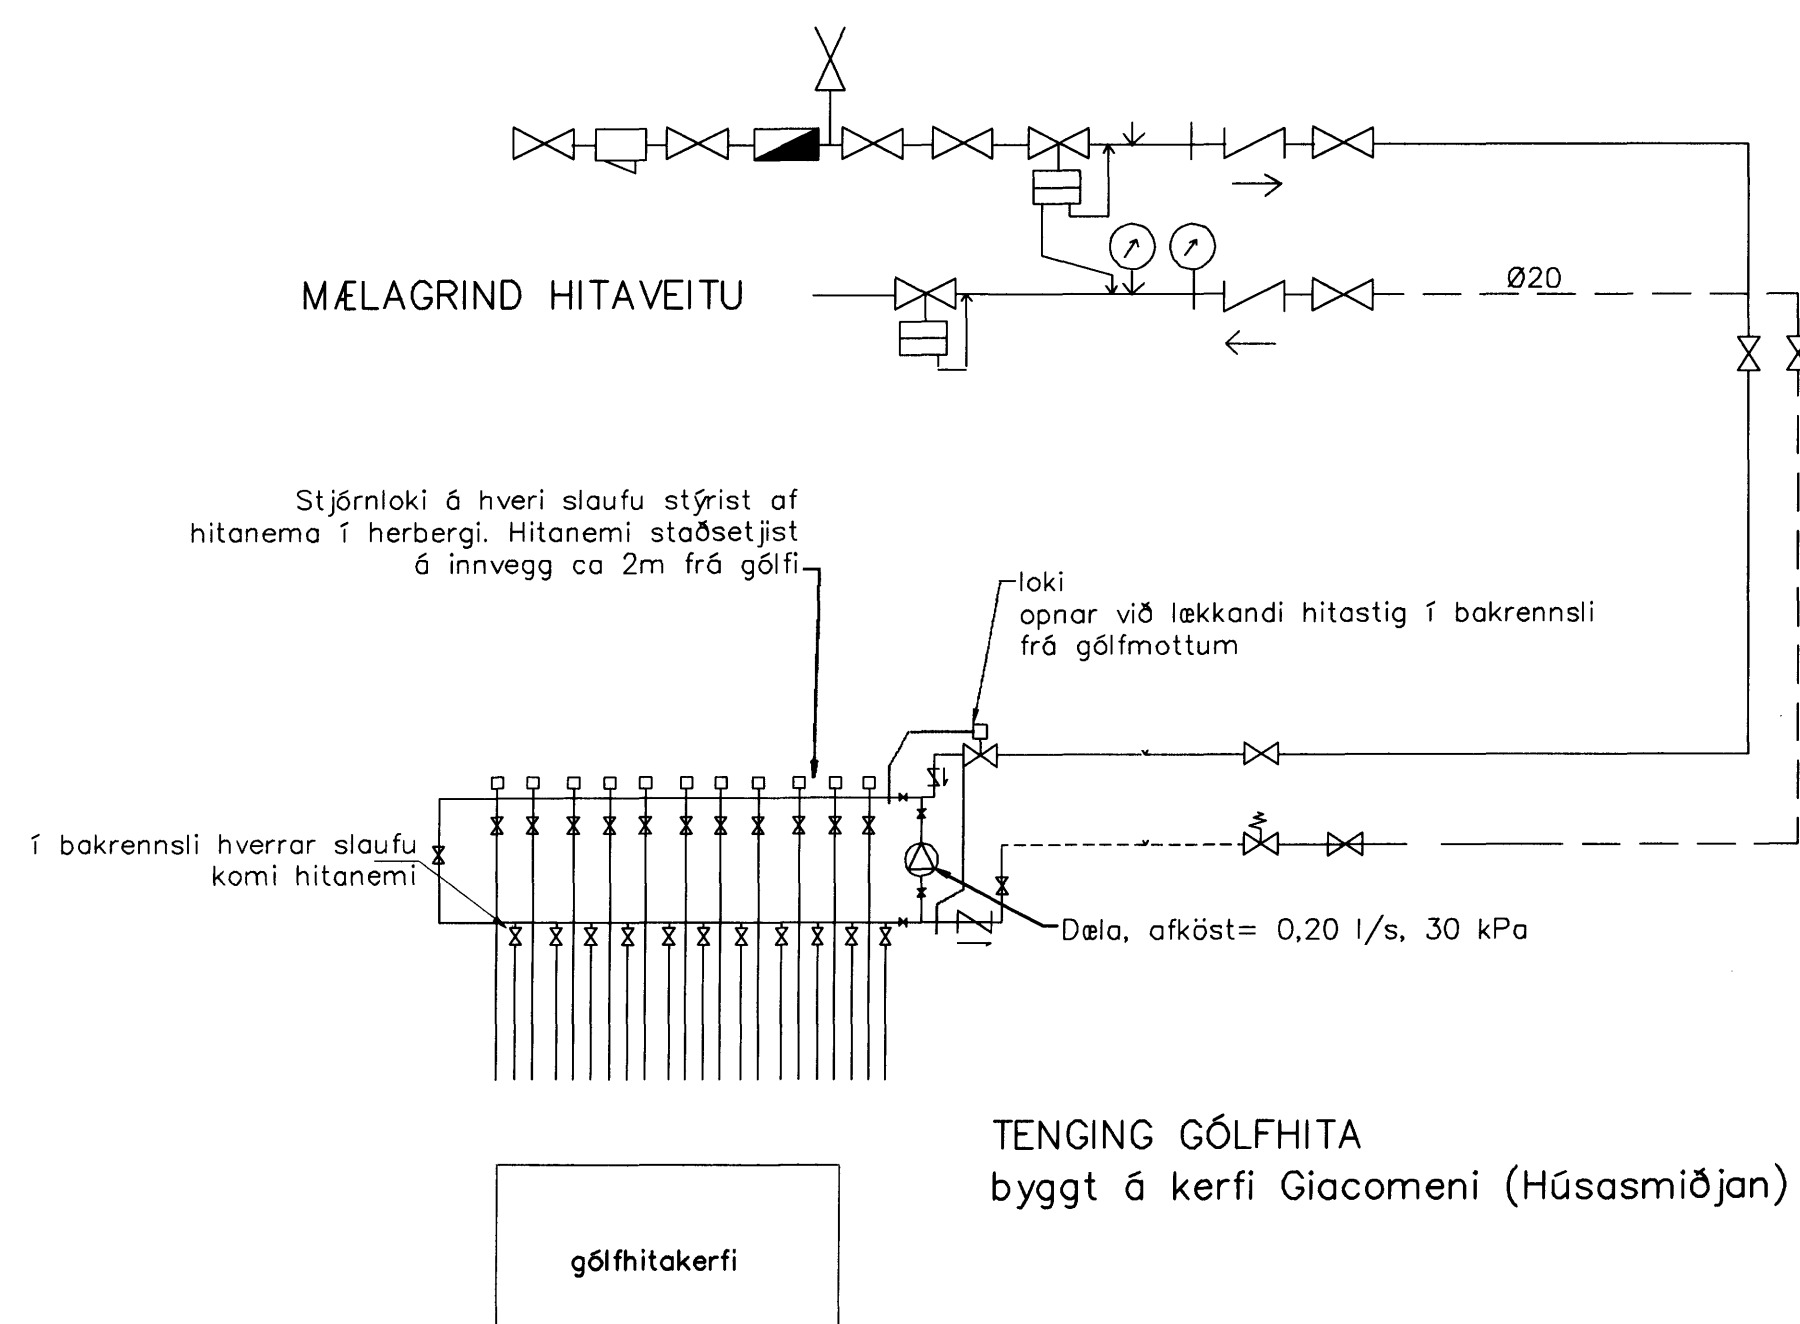 MÆLAGRIND HITAVEITU
Ø20
Stjórnloki á hveri slaufu stýrist af
hitanema í herbergi. Hitanemi staðsetjist
á innvegg ca 2m frá gólfi
loki
opnar við lækkandi hitastig í bakrennsli
frá gólfmottum
í bakrennsli hverrar slaufu
komi hitanemi
Dæla, afköst= 0,20 l/s, 30 kPa
TENGING GÓLFHITA
byggt á kerfi Giacomeni (Húsasmiðjan)
gólfhitakerfi